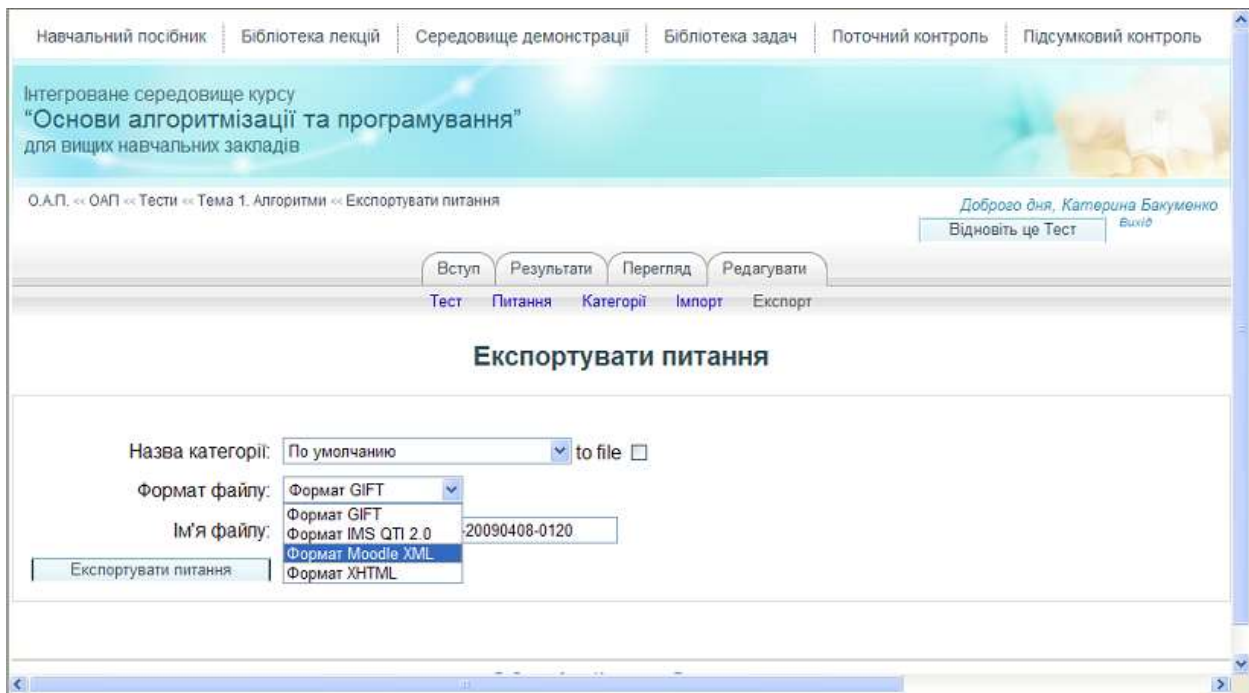 Навчальний посібник Бібліотека лекцій Середовище демонстрації Бібліотека задач Поточний контроль Підсумковий контроль
Інтегроване середовище курсу
“Основи алгоритмізації та програмування”
для вищих навчальних закладів
О.А.П. << ОАП << Тести << Тема 1. Алгоритми << Експортувати питання
Доброго дня, Катерина Бакуменко
Відновіть це Тест Вихід
Вступ Результати Перегляд Редагувати
Тест Питання Категорії Імпорт Експорт
Експортувати питання
Назва категорії: По умолчанию to file
Формат файлу: Формат GIFT
Формат GIFT
Ім'я файлу: Формат IMS QTI 2.0 -20090408-0120
Формат Moodle XML
Експортувати питання Формат XHTML